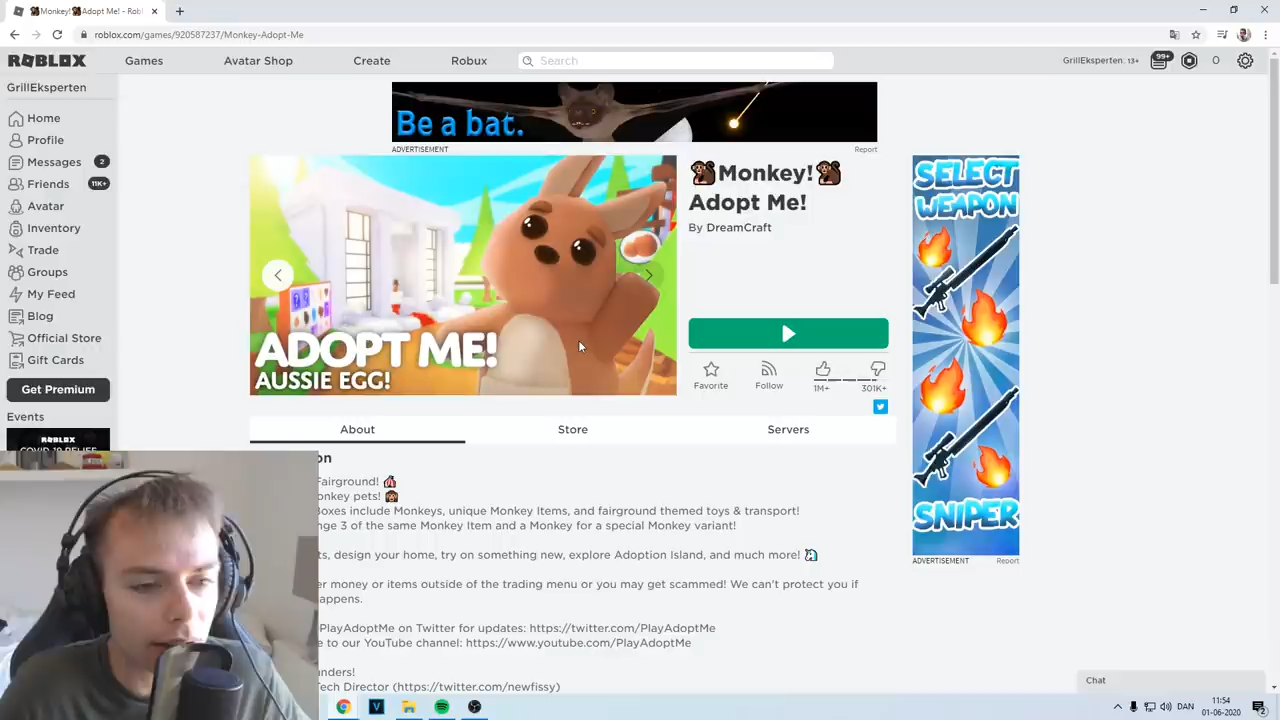 Monkey! Adopt Me! - Rob
roblox.com/games/920587237/Monkey-Adopt-Me
ROBLOX
Games
Avatar Shop
Create
Robux
Search
GrillEksperten: 13+
99+
0
GrillEksperten
Home
Profile
Messages
2
Friends
11K+
Avatar
Inventory
Trade
Groups
My Feed
Blog
Official Store
Gift Cards
Get Premium
Events
ROBLOX
Be a bat.
ADVERTISEMENT
Report
ADOPT ME!
AUSSIE EGG!
Monkey!
Adopt Me!
By DreamCraft
Favorite
Follow
1M+
301K+
SELECT
WEAPON
SNIPER
ADVERTISEMENT
Report
About
Store
Servers
on
Fairground!
onkey pets!
oxes include Monkeys, unique Monkey Items, and fairground themed toys & transport!
nge 3 of the same Monkey Item and a Monkey for a special Monkey variant!
ts, design your home, try on something new, explore Adoption Island, and much more!
er money or items outside of the trading menu or you may get scammed! We can't protect you if
appens.
PlayAdoptMe on Twitter for updates: https://twitter.com/PlayAdoptMe
e to our YouTube channel: https://www.youtube.com/PlayAdoptMe
unders!
Tech Director (https://twitter.com/newfissy)
Chat
DAN
11:54
01-06-2020
2